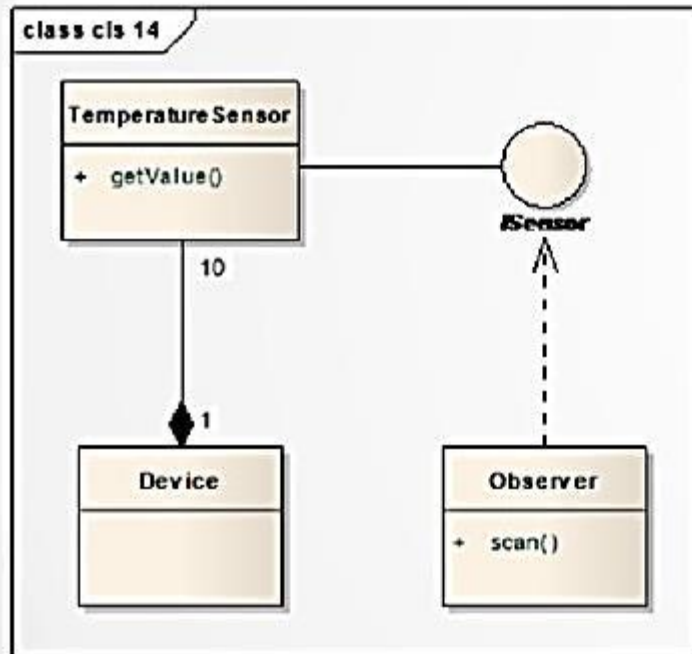 class cls 14
TemperatureSensor
+ getValue()
ISensor
10
1
Device
Observer
+ scan()